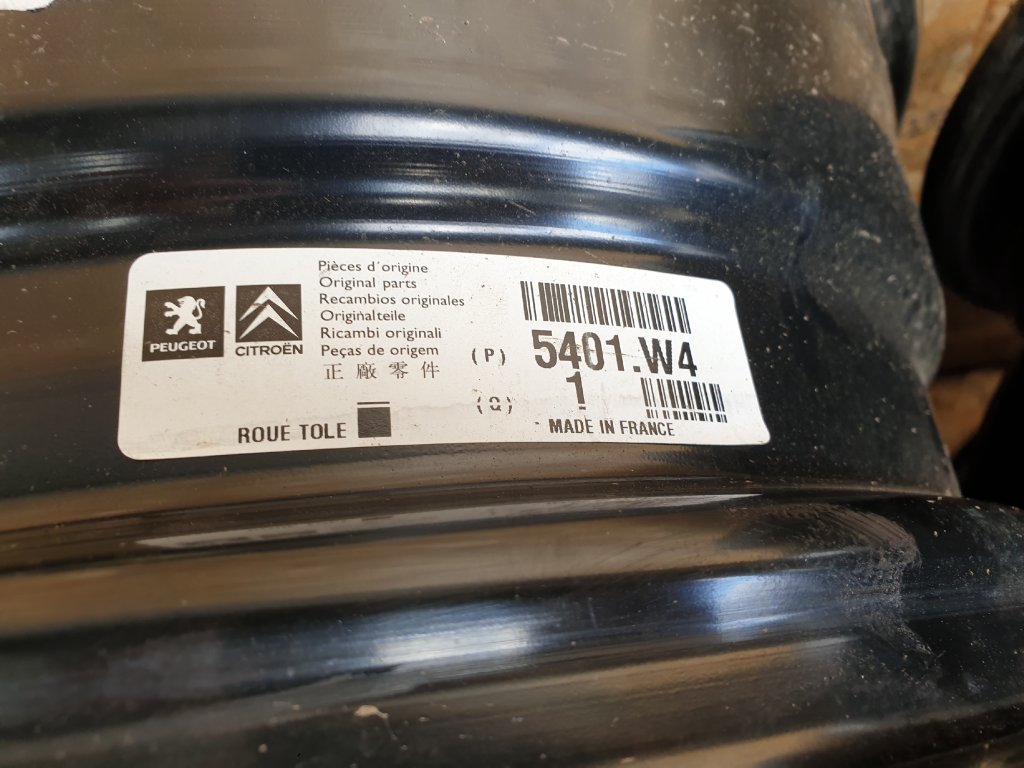 PEUGEOT
CITROËN
Pièces d'origine
Original parts
Recambios originales
Originalteile
Ricambi originali
Peças de origem
正廠零件
ROUE TOLE
(P) 5401.W4
(Q) 1
MADE IN FRANCE